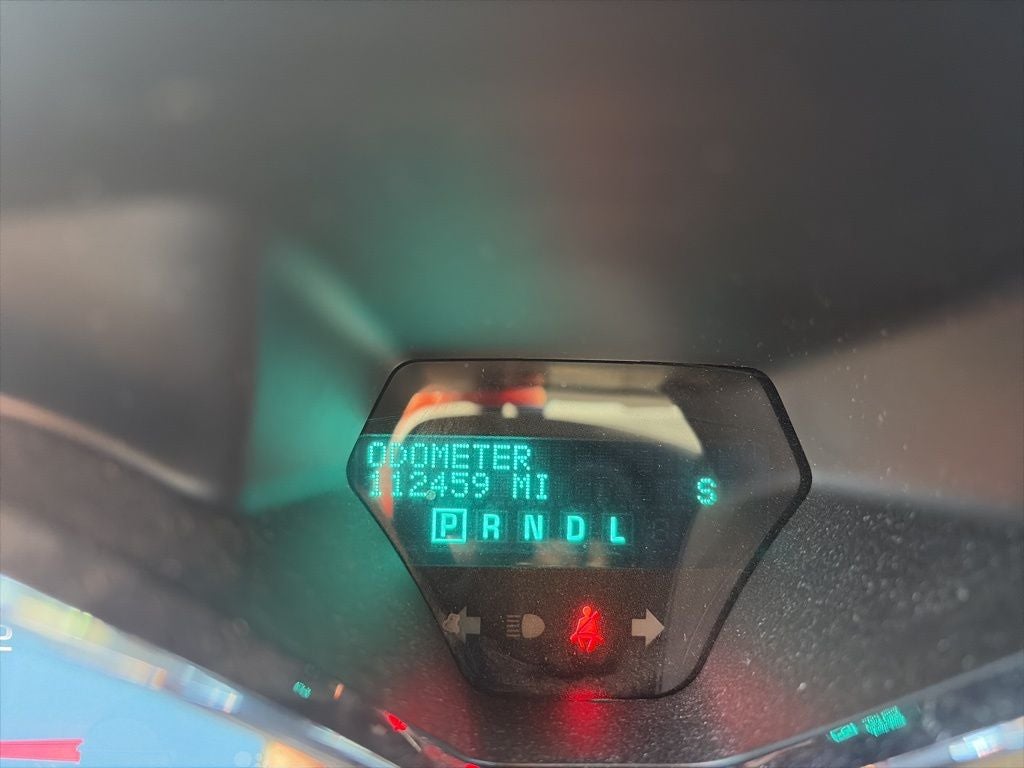 ODOMETER
112459 MI
S
P R N D L